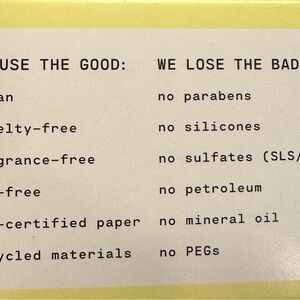 USE THE GOOD: WE LOSE THE BAD
an no parabens
elty-free no silicones
grance-free no sulfates (SLS/
-free no petroleum
-certified paper no mineral oil
ycled materials no PEGs